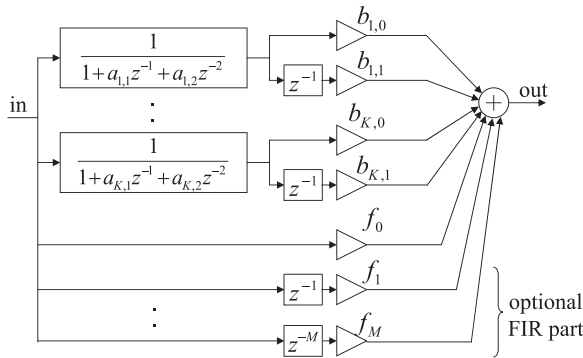 in
1
1+a_{1,1}z^{-1}+a_{1,2}z^{-2}
b_{1,0}
z^{-1}
b_{1,1}
1
1+a_{K,1}z^{-1}+a_{K,2}z^{-2}
b_{K,0}
z^{-1}
b_{K,1}
+
out
f_0
z^{-1}
f_1
z^{-M}
f_M
optional
FIR part